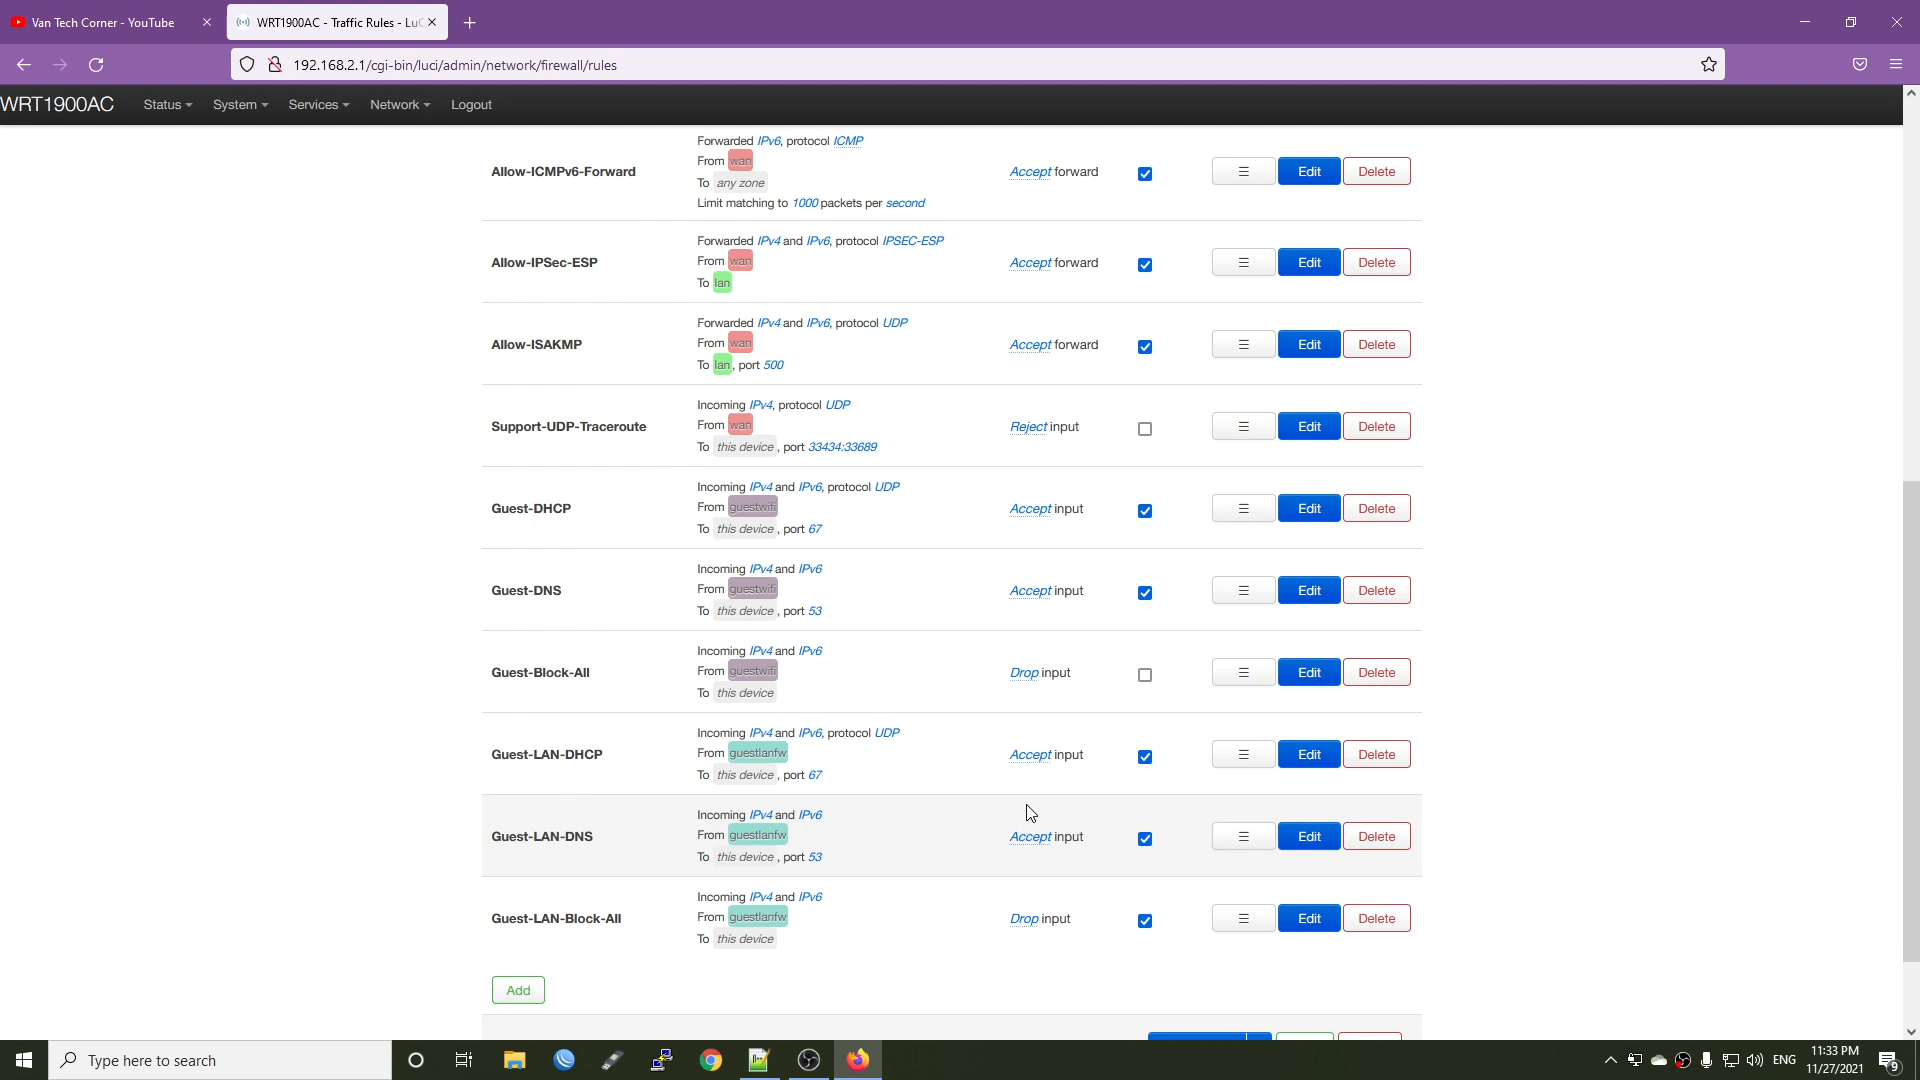 Van Tech Corner - YouTube
WRT1900AC - Traffic Rules - LuC
192.168.2.1/cgi-bin/luci/admin/network/firewall/rules
WRT1900AC Status System Services Network Logout
Forwarded IPv6, protocol ICMP
Allow-ICMPv6-Forward From wan Accept forward Edit Delete
To any zone
Limit matching to 1000 packets per second
Forwarded IPv4 and IPv6, protocol IPSEC-ESP
Allow-IPSec-ESP From wan Accept forward Edit Delete
To lan
Forwarded IPv4 and IPv6, protocol UDP
Allow-ISAKMP From wan Accept forward Edit Delete
To lan, port 500
Incoming IPv4, protocol UDP
Support-UDP-Traceroute From wan Reject input Edit Delete
To this device, port 33434:33689
Incoming IPv4 and IPv6, protocol UDP
Guest-DHCP From guestwifi Accept input Edit Delete
To this device, port 67
Incoming IPv4 and IPv6
Guest-DNS From guestwifi Accept input Edit Delete
To this device, port 53
Incoming IPv4 and IPv6
Guest-Block-All From guestwifi Drop input Edit Delete
To this device
Incoming IPv4 and IPv6, protocol UDP
Guest-LAN-DHCP From guestlanfw Accept input Edit Delete
To this device, port 67
Incoming IPv4 and IPv6
Guest-LAN-DNS From guestlanfw Accept input Edit Delete
To this device, port 53
Incoming IPv4 and IPv6
Guest-LAN-Block-All From guestlanfw Drop input Edit Delete
To this device
Add
Type here to search
ENG
11:33 PM
11/27/2021
9